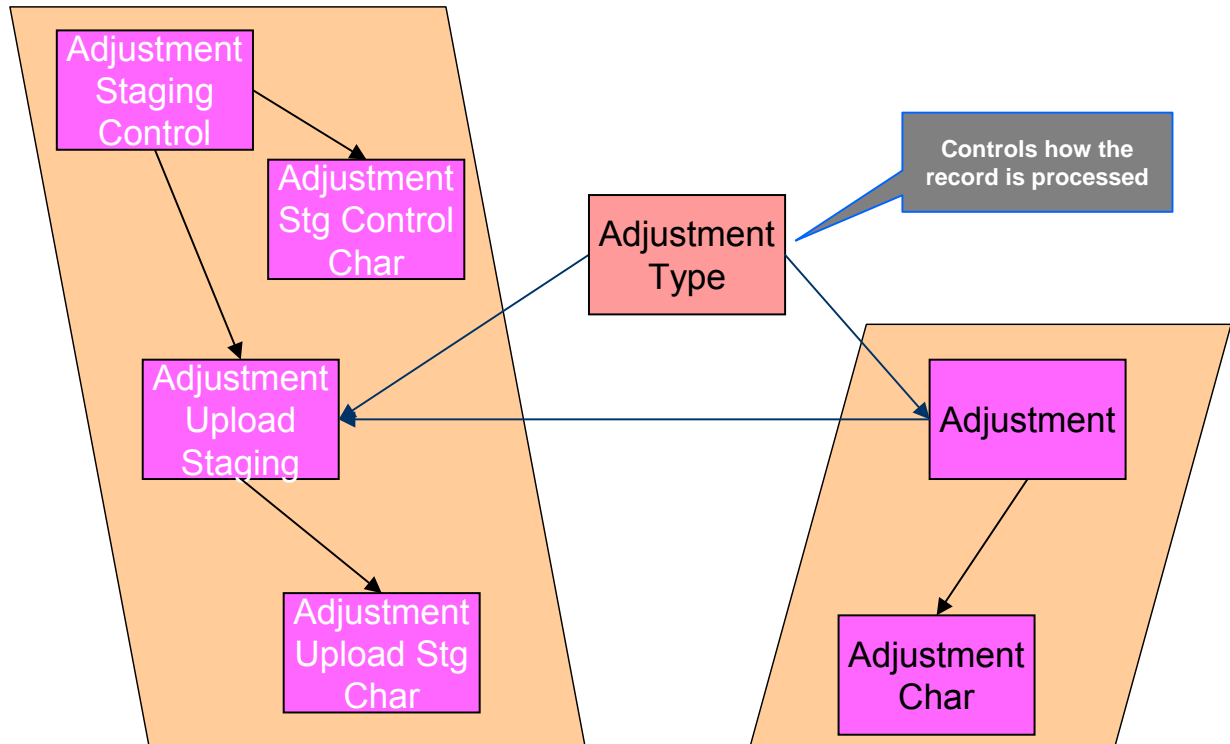 Adjustment
Staging
Control
Adjustment
Stg Control
Char
Controls how the
record is processed
Adjustment
Type
Adjustment
Upload
Staging
Adjustment
Adjustment
Upload Stg
Char
Adjustment
Char